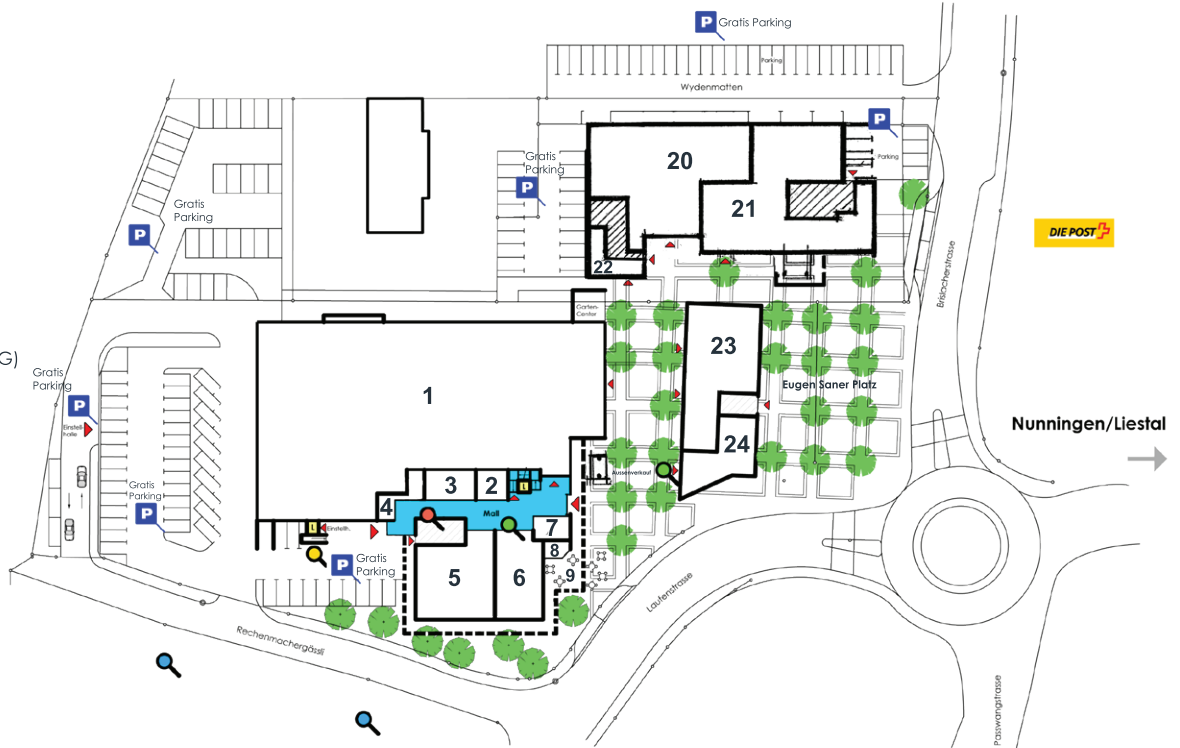 P Gratis Parking
Parking
Wydenmatten
P
Parking
Gratis
Parking
P
20
21
22
Gratis
Parking
P
DIE POST
Brislacherstrasse
Garten-
Center
23
Eugen Saner Platz
G)
Gratis
Parking
P
Einstell-
halle
1
Nunningen/Liestal
24
Aussenverkauf
Gratis
Parking
P
3
2
L
4
Mall
7
8
9
L
Einstellh.
P
Gratis
Parking
5
6
Laufenstrasse
Rechenmachergässli
Passwangstrasse